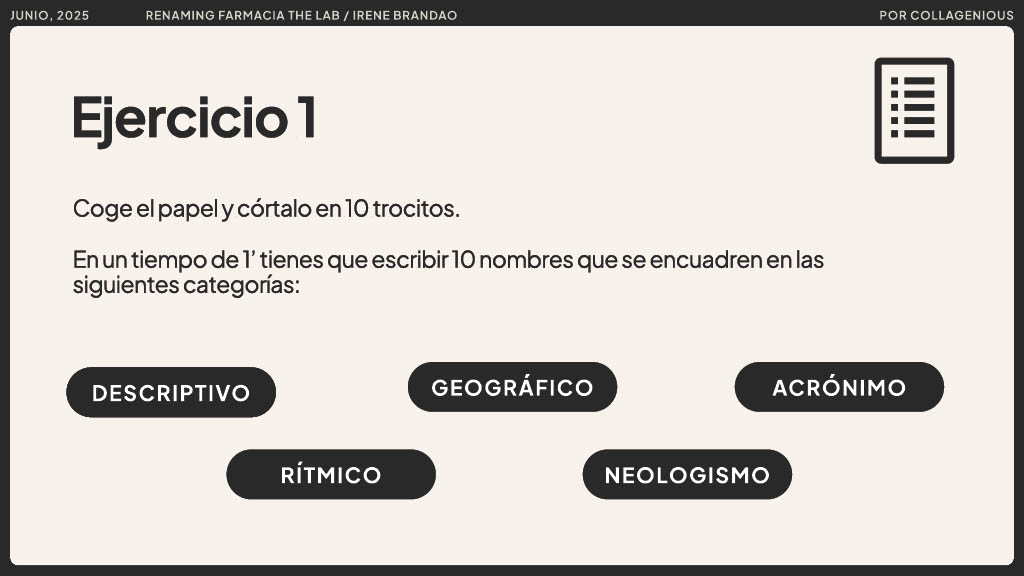 JUNIO, 2025
RENAMING FARMACIA THE LAB / IRENE BRANDAO
POR COLLAGENIOUS
Ejercicio 1
Coge el papel y córtalo en 10 trocitos.
En un tiempo de 1’ tienes que escribir 10 nombres que se encuadren en las
siguientes categorías:
DESCRIPTIVO
GEOGRÁFICO
ACRÓNIMO
RÍTMICO
NEOLOGISMO